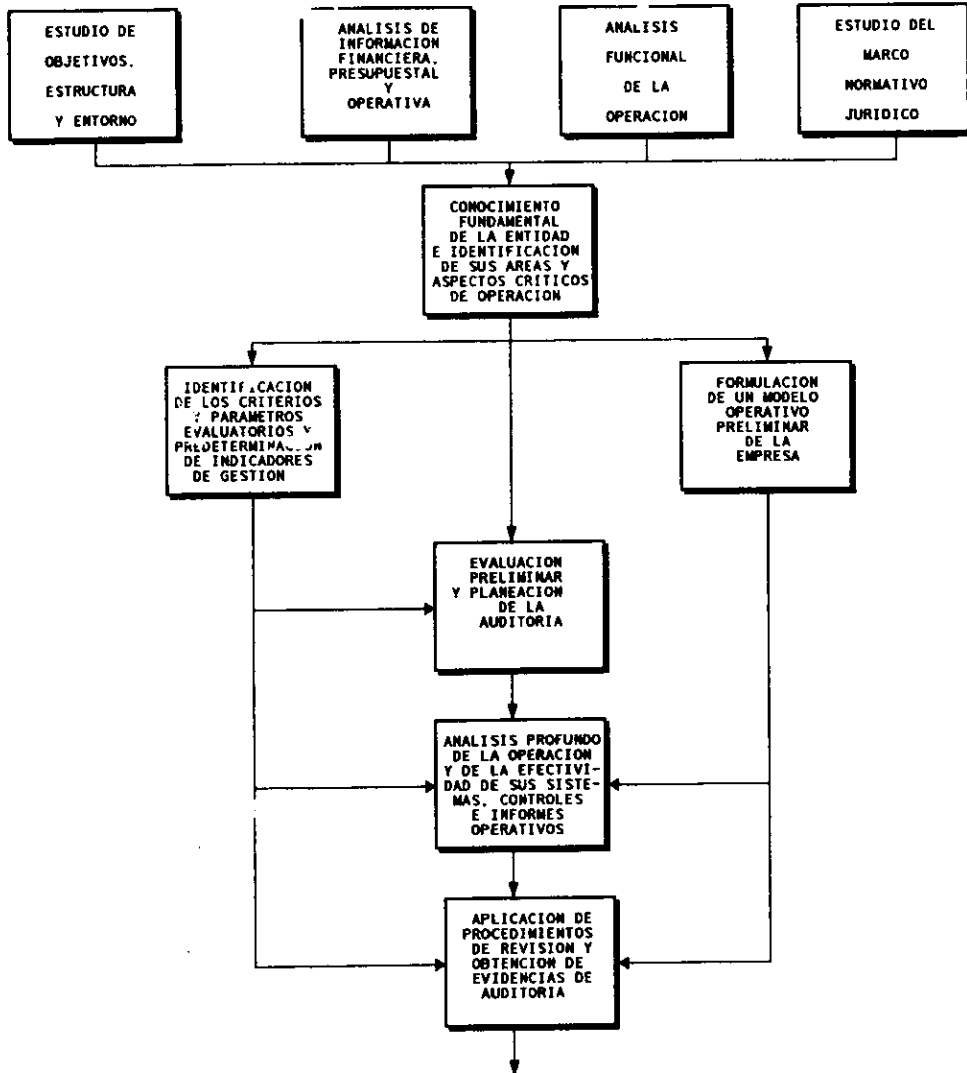 ESTUDIO DE
OBJETIVOS,
ESTRUCTURA
Y ENTORNO
ANALISIS DE
INFORMACION
FINANCIERA,
PRESUPUESTAL
Y
OPERATIVA
ANALISIS
FUNCIONAL
DE LA
OPERACION
ESTUDIO DEL
MARCO
NORMATIVO
JURIDICO
CONOCIMIENTO
FUNDAMENTAL
DE LA ENTIDAD
E IDENTIFICACION
DE SUS AREAS Y
ASPECTOS CRITICOS
DE OPERACION
IDENTIFICACION
DE LOS CRITERIOS
Y PARAMETROS
EVALUATORIOS Y
PREDETERMINACION
DE INDICADORES
DE GESTION
FORMULACION
DE UN MODELO
OPERATIVO
PRELIMINAR
DE LA
EMPRESA
EVALUACION
PRELIMINAR
Y PLANEACION
DE LA
AUDITORIA
ANALISIS PROFUNDO
DE LA OPERACION
Y DE LA EFECTIVI-
DAD DE SUS SISTE-
MAS, CONTROLES
E INFORMES
OPERATIVOS
APLICACION DE
PROCEDIMIENTOS
DE REVISION Y
OBTENCION DE
EVIDENCIAS DE
AUDITORIA